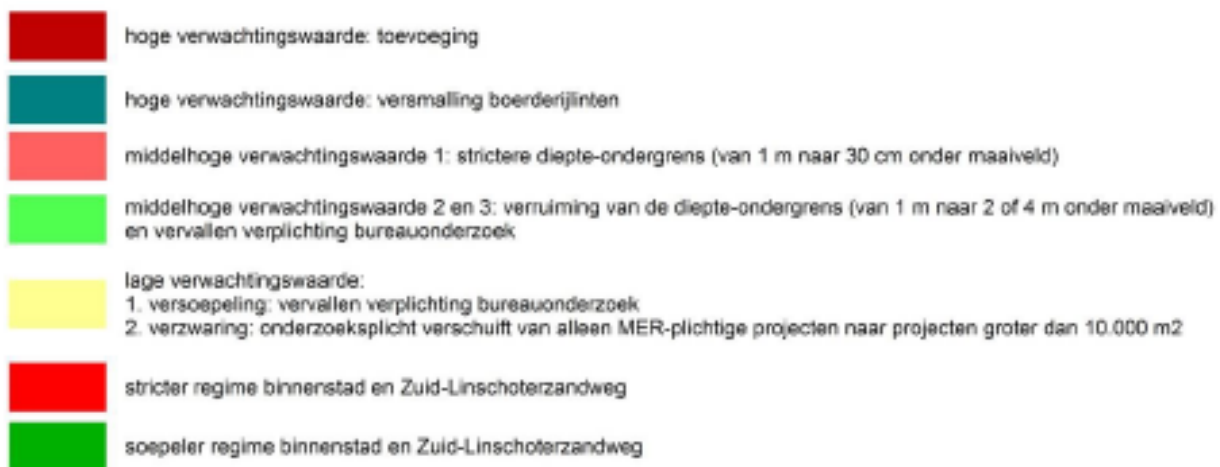 hoge verwachtingswaarde: toevoeging
hoge verwachtingswaarde: versmalling boerderijlinten
middelhoge verwachtingswaarde 1: strictere diepte-ondergrens (van 1 m naar 30 cm onder maaiveld)
middelhoge verwachtingswaarde 2 en 3: verruiming van de diepte-ondergrens (van 1 m naar 2 of 4 m onder maaiveld)
en vervallen verplichting bureauonderzoek
lage verwachtingswaarde:
1. versoepeling: vervallen verplichting bureauonderzoek
2. verzwaring: onderzoeksplicht verschuift van alleen MER-plichtige projecten naar projecten groter dan 10.000 m2
stricter regime binnenstad en Zuid-Linschoterzandweg
soepeler regime binnenstad en Zuid-Linschoterzandweg